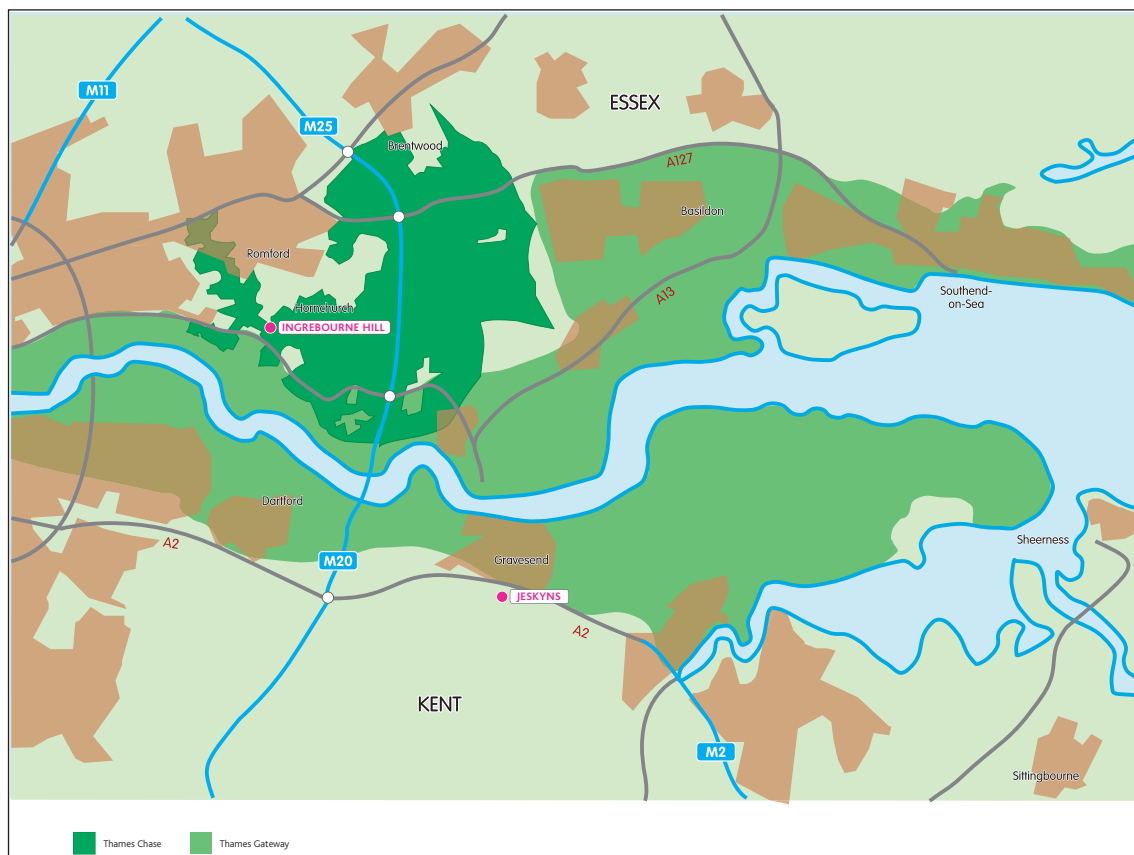 ESSEX
M11
M25
Brentwood
A127
Basildon
Romford
Southend-
on-Sea
A13
Hornchurch
INGREBOURNE HILL
Dartford
A2
Sheerness
M20
Gravesend
JESKYNS
A2
KENT
M2
Sittingbourne
Thames Chase
Thames Gateway